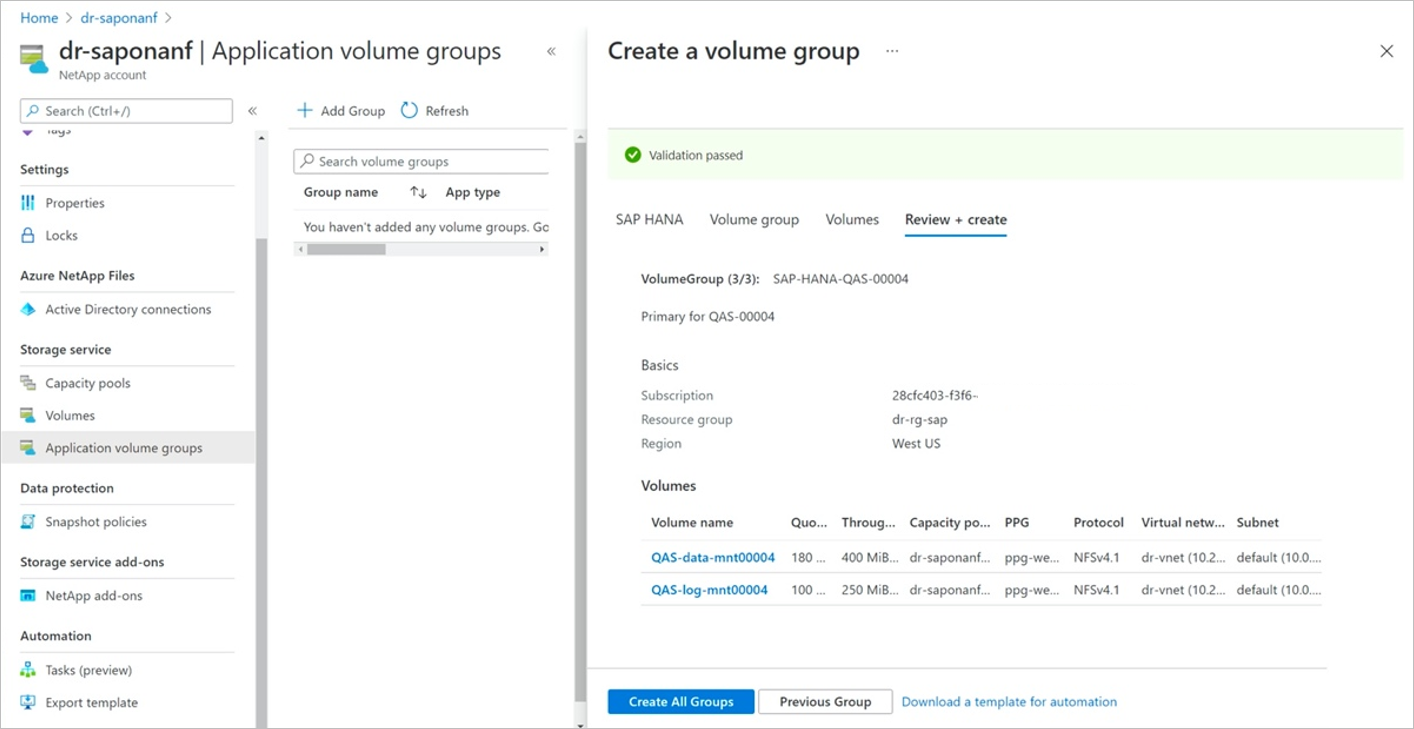 Home > dr-saponanf >
dr-saponanf | Application volume groups «
NetApp account
Search (Ctrl+/) «
Tags
Settings
Properties
Locks
Azure NetApp Files
Active Directory connections
Storage service
Capacity pools
Volumes
Application volume groups
Data protection
Snapshot policies
Storage service add-ons
NetApp add-ons
Automation
Tasks (preview)
Export template
Add Group Refresh
Search volume groups
Group name ↑↓ App type
You haven't added any volume groups. Go
Create a volume group ...
Validation passed
SAP HANA Volume group Volumes Review + create
VolumeGroup (3/3): SAP-HANA-QAS-00004
Primary for QAS-00004
Basics
Subscription 28cfc403-f3f6-
Resource group dr-rg-sap
Region West US
Volumes
Volume name Quo... Throug... Capacity po... PPG Protocol Virtual netw... Subnet
QAS-data-mnt00004 180 ... 400 MiB... dr-saponanf... ppg-we... NFSv4.1 dr-vnet (10.2... default (10.0....
QAS-log-mnt00004 100 ... 250 MiB... dr-saponanf... ppg-we... NFSv4.1 dr-vnet (10.2... default (10.0....
Create All Groups Previous Group Download a template for automation